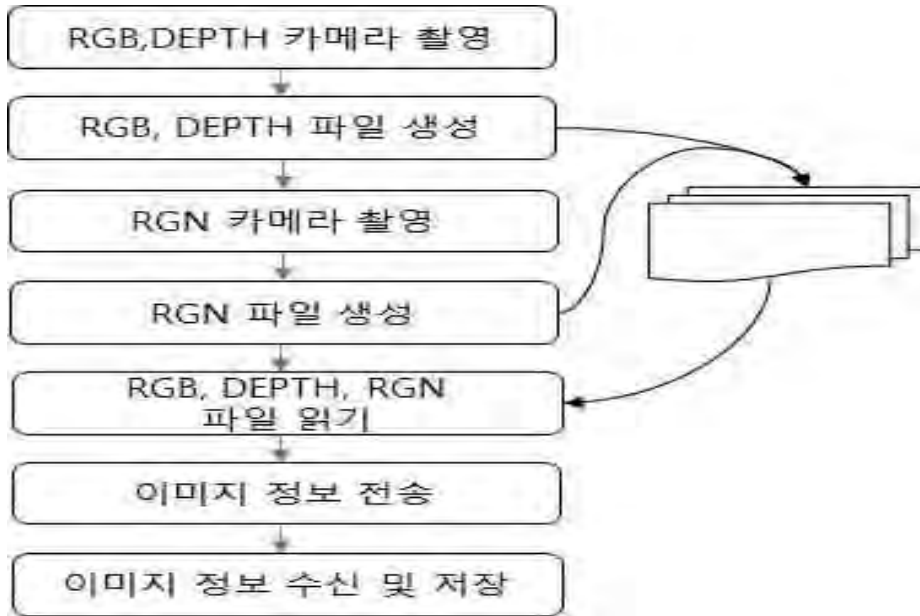 RGB,DEPTH 카메라 촬영
RGB, DEPTH 파일 생성
RGN 카메라 촬영
RGN 파일 생성
RGB, DEPTH, RGN
파일 읽기
이미지 정보 전송
이미지 정보 수신 및 저장